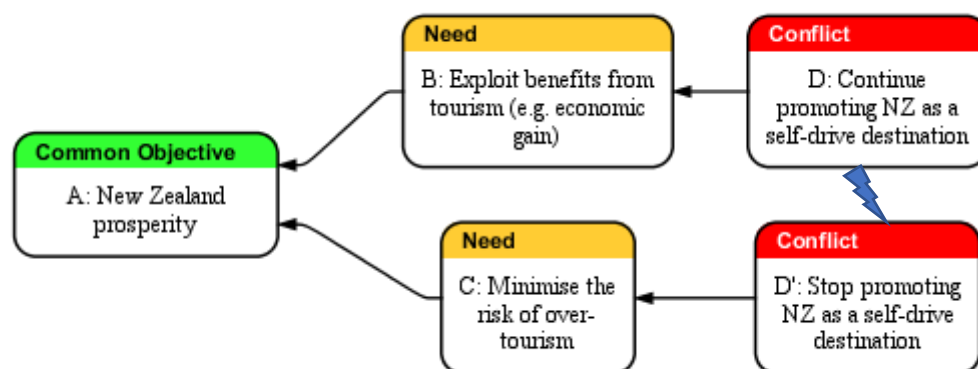 Need
B: Exploit benefits from
tourism (e.g. economic
gain)
Conflict
D: Continue
promoting NZ as a
self-drive destination
Common Objective
A: New Zealand
prosperity
Need
C: Minimise the
risk of over-
tourism
Conflict
D': Stop promoting
NZ as a self-drive
destination